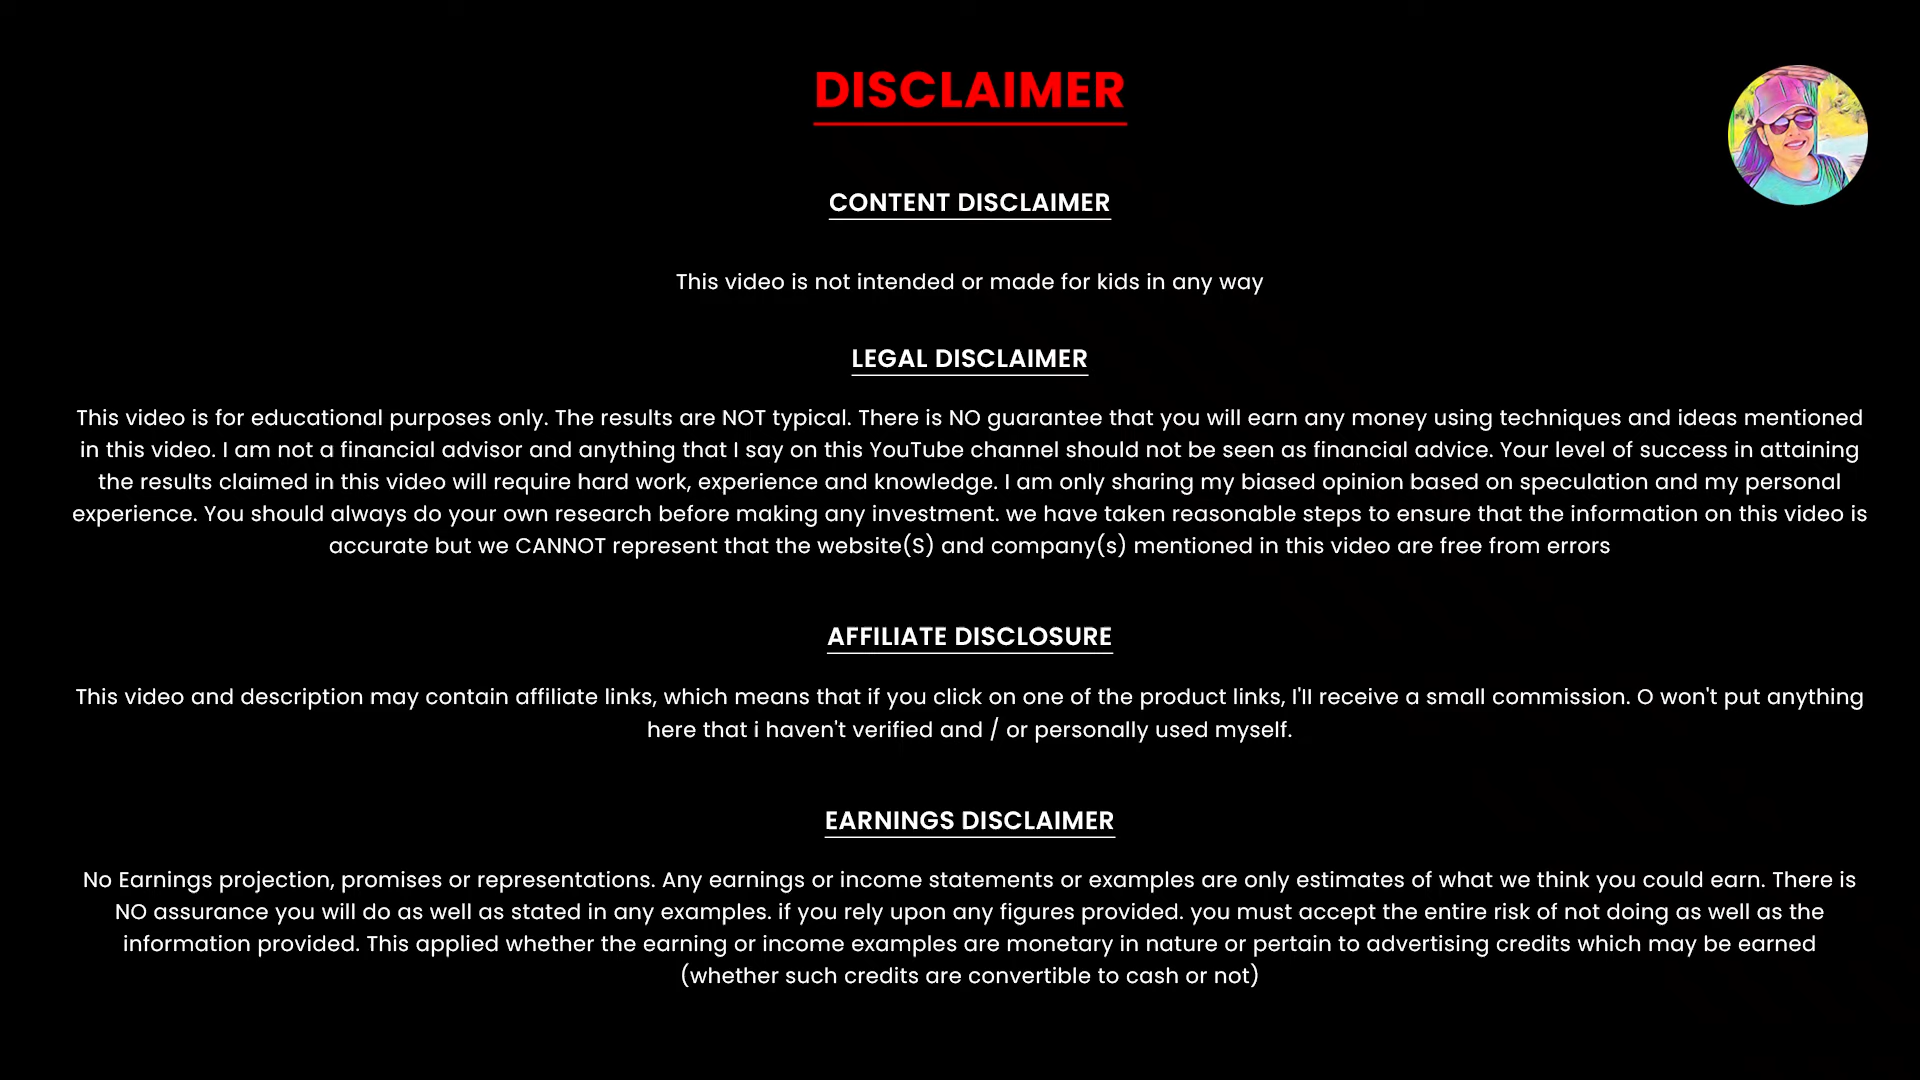 DISCLAIMER
CONTENT DISCLAIMER
This video is not intended or made for kids in any way
LEGAL DISCLAIMER
This video is for educational purposes only. The results are NOT typical. There is NO guarantee that you will earn any money using techniques and ideas mentioned
in this video. I am not a financial advisor and anything that I say on this YouTube channel should not be seen as financial advice. Your level of success in attaining
the results claimed in this video will require hard work, experience and knowledge. I am only sharing my biased opinion based on speculation and my personal
experience. You should always do your own research before making any investment. we have taken reasonable steps to ensure that the information on this video is
accurate but we CANNOT represent that the website(S) and company(s) mentioned in this video are free from errors
AFFILIATE DISCLOSURE
This video and description may contain affiliate links, which means that if you click on one of the product links, I'II receive a small commission. O won't put anything
here that i haven't verified and / or personally used myself.
EARNINGS DISCLAIMER
No Earnings projection, promises or representations. Any earnings or income statements or examples are only estimates of what we think you could earn. There is
NO assurance you will do as well as stated in any examples. if you rely upon any figures provided. you must accept the entire risk of not doing as well as the
information provided. This applied whether the earning or income examples are monetary in nature or pertain to advertising credits which may be earned
(whether such credits are convertible to cash or not)